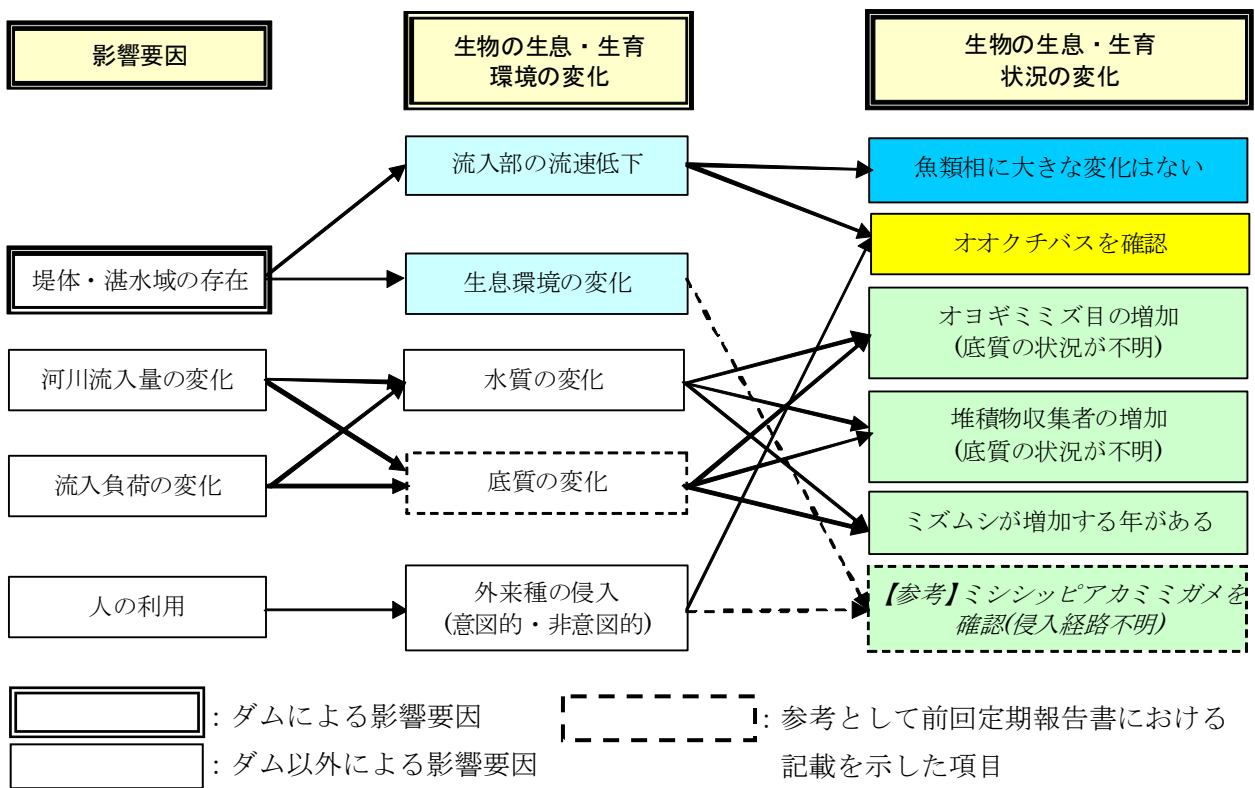 影響要因
生物の生息・生育
環境の変化
生物の生息・生育
状況の変化
流入部の流速低下
魚類相に大きな変化はない
オオクチバスを確認
堤体・湛水域の存在
生息環境の変化
オヨギミミズ目の増加
(底質の状況が不明)
河川流入量の変化
水質の変化
堆積物収集者の増加
(底質の状況が不明)
流入負荷の変化
底質の変化
ミズムシが増加する年がある
人の利用
外来種の侵入
(意図的・非意図的)
【参考】ミシシッピアカミミガメを
確認(侵入経路不明)
：ダムによる影響要因
：ダム以外による影響要因
：参考として前回定期報告書における
記載を示した項目